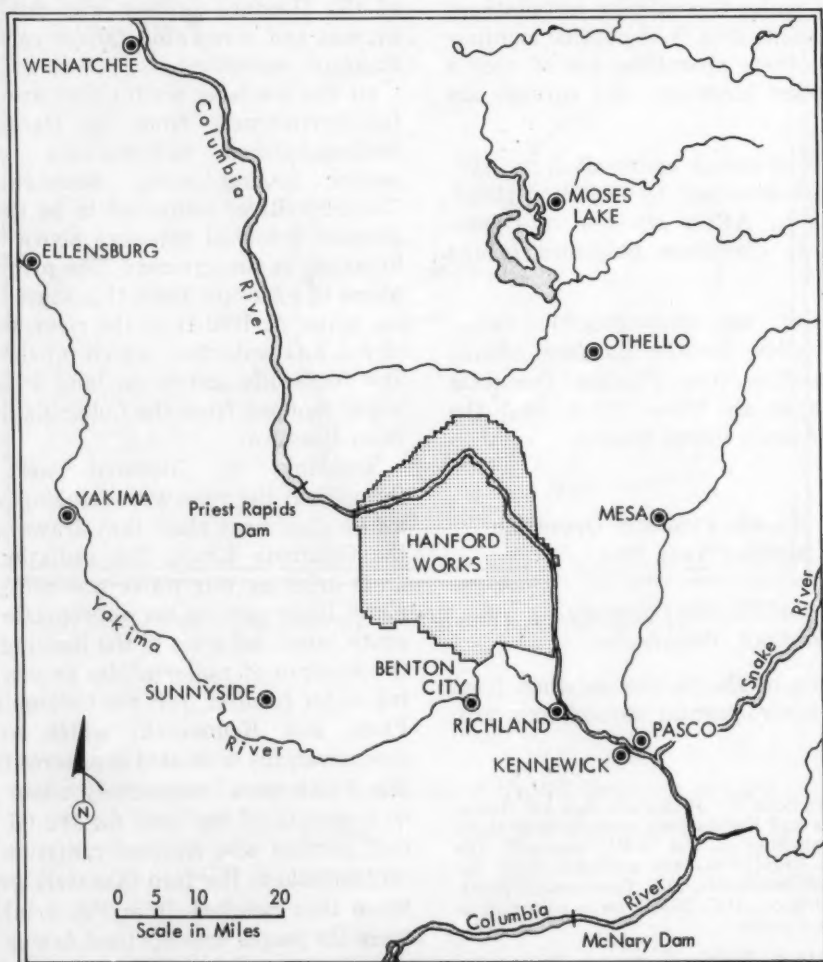 WENATCHEE
Columbia
River
MOSES
LAKE
ELLENSBURG
OTHELLO
YAKIMA
Priest Rapids
Dam
HANFORD
WORKS
MESA
Yakima
River
SUNNYSIDE
BENTON
CITY
RICHLAND
Snake
River
PASCO
KENNEWICK
N
0 10 20
Scale in Miles
Columbia
River
McNary Dam